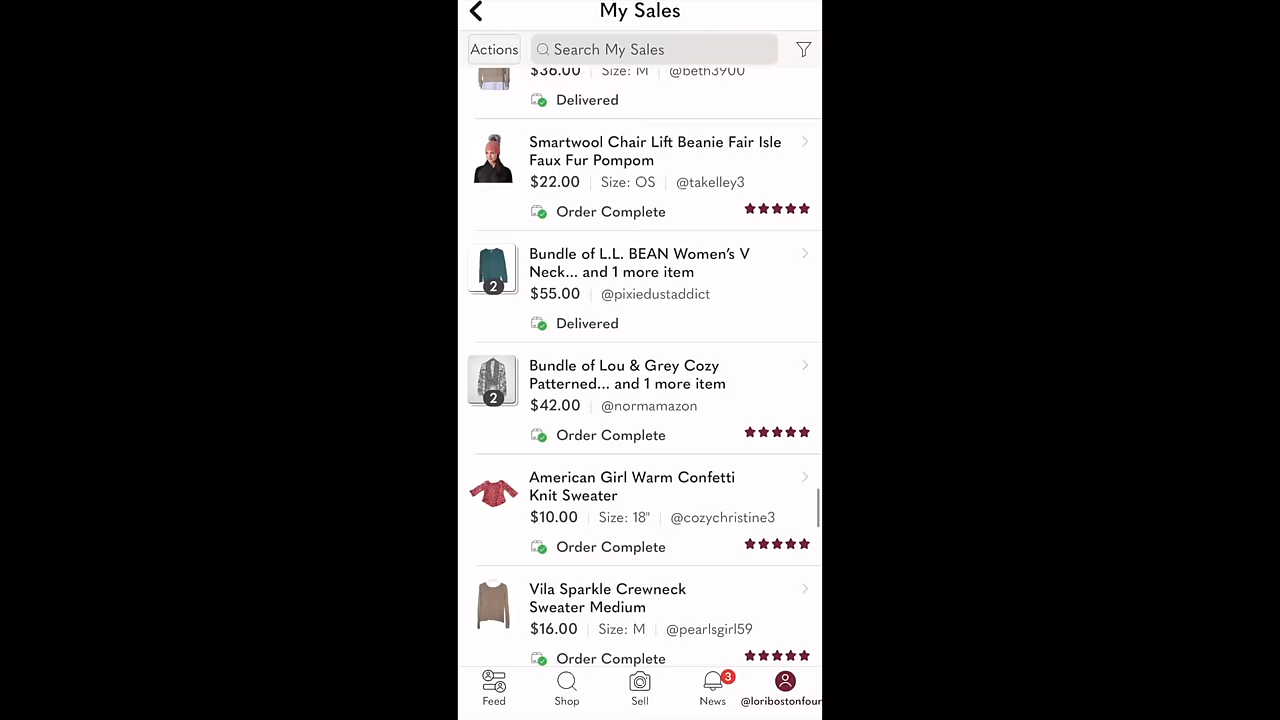 My Sales
Actions
Search My Sales
$36.00 Size: M @beth3900
Delivered
Smartwool Chair Lift Beanie Fair Isle
Faux Fur Pompom
$22.00 Size: OS @takelley3
Order Complete
Bundle of L.L. BEAN Women’s V
Neck... and 1 more item
2
$55.00 @pixiedustaddict
Delivered
Bundle of Lou & Grey Cozy
Patterned... and 1 more item
2
$42.00 @normamazon
Order Complete
American Girl Warm Confetti
Knit Sweater
$10.00 Size: 18" @cozychristine3
Order Complete
Vila Sparkle Crewneck
Sweater Medium
$16.00 Size: M @pearlsgirl59
Order Complete
3
Feed Shop Sell News @loribostonfour